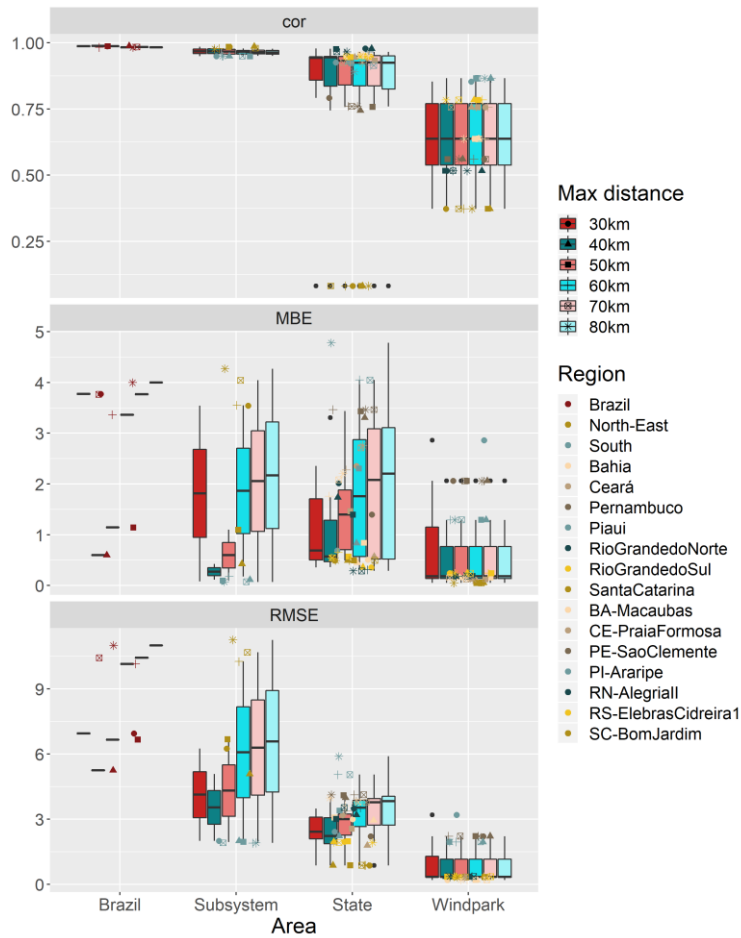 cor
1.00
0.75
0.50
0.25
MBE
5
4
3
2
1
0
RMSE
9
6
3
0
Brazil
Subsystem
State
Windpark
Area
Max distance
30km
40km
50km
60km
70km
80km
Region
Brazil
North-East
South
Bahia
Ceará
Pernambuco
Piaui
RioGrandedoNorte
RioGrandedoSul
SantaCatarina
BA-Macaubas
CE-PraiaFormosa
PE-SaoClemente
PI-Araripe
RN-AlegriaII
RS-ElebrasCidreira1
SC-BomJardim